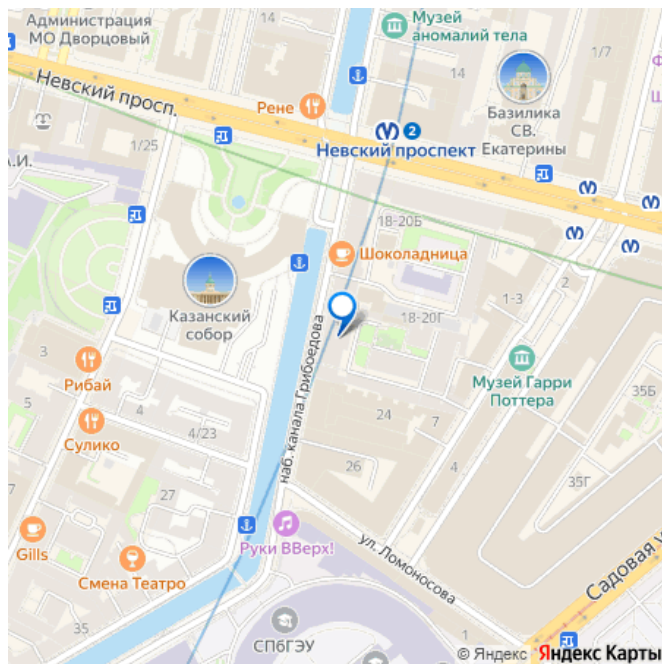 Администрация
МО Дворцовый
Музей
аномалий тела
14
1/7
Невский просп.
Рене
14
Базилика
СВ.
Екатерины
2
Невский проспект
1/25
А.И.
18-20Б
Шоколадница
2
1-3
Казанский
собор
18-20Г
наб. канала Грибоедова
3
Рибай
Музей Гарри
Поттера
35Б
5
4
24
7
Сулико
4/23
26
4
35Г
27
Руки ВВерх!
ул. Ломоносова
Садовая у
Gills
Смена Театро
2
СПбГЭУ
© Яндекс Яндекс Карты